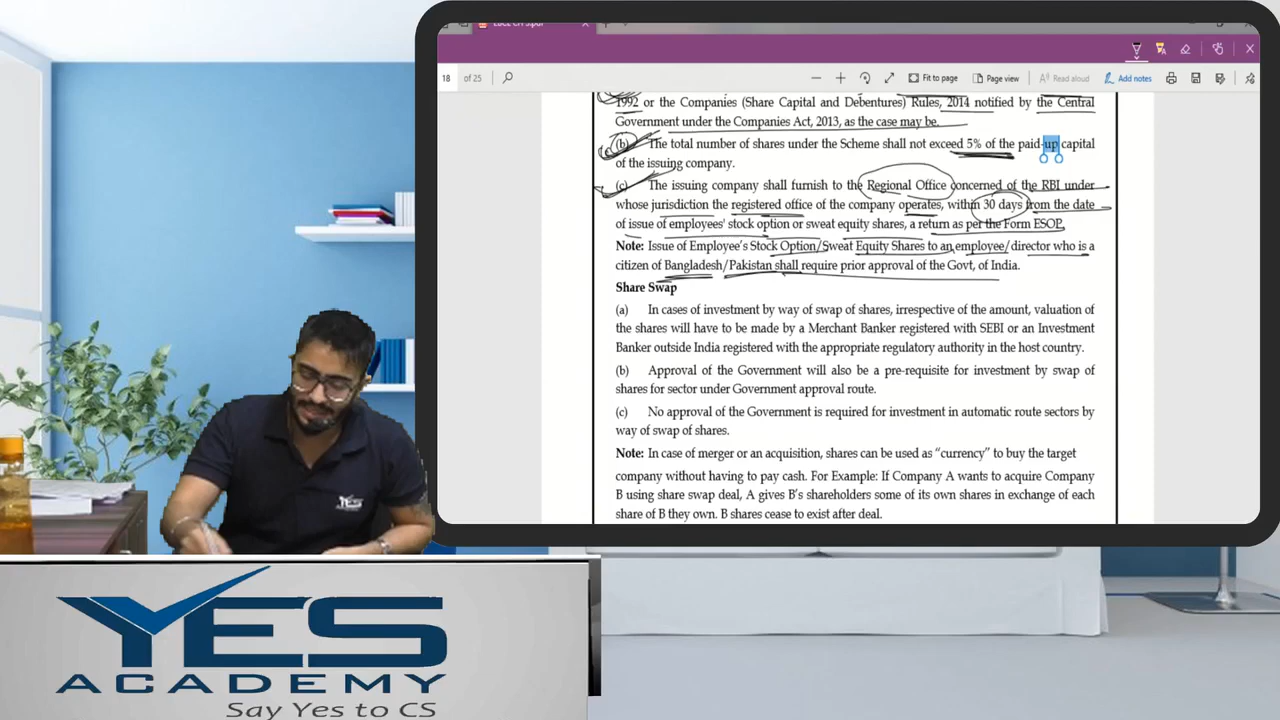 18 of 25 Fit to page Page view Read aloud Add notes
1992 or the Companies (Share Capital and Debentures) Rules, 2014 notified by the Central
Government under the Companies Act, 2013, as the case may be.
(b) The total number of shares under the Scheme shall not exceed 5% of the paid-up capital
of the issuing company.
(c) The issuing company shall furnish to the Regional Office concerned of the RBI under
whose jurisdiction the registered office of the company operates, within 30 days from the date
of issue of employees' stock option or sweat equity shares, a return as per the Form ESOP,
Note: Issue of Employee's Stock Option/Sweat Equity Shares to an employee/director who is a
citizen of Bangladesh/Pakistan shall require prior approval of the Govt, of India.
Share Swap
(a) In cases of investment by way of swap of shares, irrespective of the amount, valuation of
the shares will have to be made by a Merchant Banker registered with SEBI or an Investment
Banker outside India registered with the appropriate regulatory authority in the host country.
(b) Approval of the Government will also be a pre-requisite for investment by swap of
shares for sector under Government approval route.
(c) No approval of the Government is required for investment in automatic route sectors by
way of swap of shares.
Note: In case of merger or an acquisition, shares can be used as “currency” to buy the target
company without having to pay cash. For Example: If Company A wants to acquire Company
B using share swap deal, A gives B's shareholders some of its own shares in exchange of each
share of B they own. B shares cease to exist after deal.
YES
YES
ACADEMY
Say Yes to CS